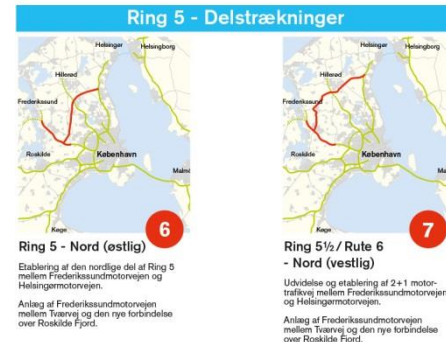 Ring 5 - Delstrækninger
Helsingør
Helsingborg
Hillerød
Frederikssund
Roskilde
København
Malmö
Køge
6
Ring 5 - Nord (østlig)
Etablering af den nordlige del af Ring 5
mellem Frederikssundmotorvejen og
Helsingørmotorvejen.
Anlæg af Frederikssundmotorvejen
mellem Tværvej og den nye forbindelse
over Roskilde Fjord.
Helsingør
Helsingborg
Hillerød
Frederikssund
Roskilde
København
Malmö
Køge
7
Ring 5½/ Rute 6
- Nord (vestlig)
Udvidelse og etablering af 2+1 motor-
trafikvej mellem Frederikssundmotorvejen
og Helsingørmotorvejen.
Anlæg af Frederikssundmotorvejen
mellem Tværvej og den nye forbindelse
over Roskilde Fjord.